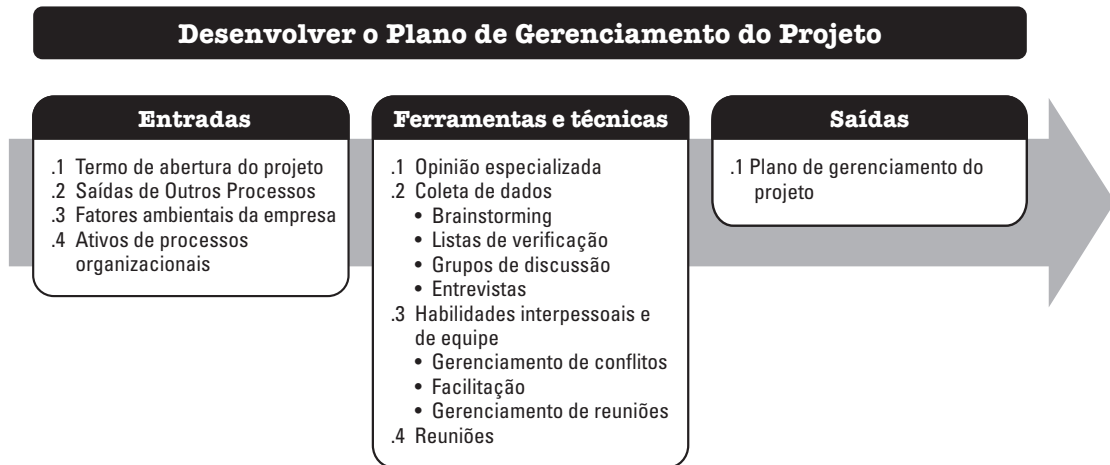 Desenvolver o Plano de Gerenciamento do Projeto
Entradas
.1 Termo de abertura do projeto
.2 Saídas de Outros Processos
.3 Fatores ambientais da empresa
.4 Ativos de processos
organizacionais
Ferramentas e técnicas
.1 Opinião especializada
.2 Coleta de dados
• Brainstorming
• Listas de verificação
• Grupos de discussão
• Entrevistas
.3 Habilidades interpessoais e
de equipe
• Gerenciamento de conflitos
• Facilitação
• Gerenciamento de reuniões
.4 Reuniões
Saídas
.1 Plano de gerenciamento do
projeto